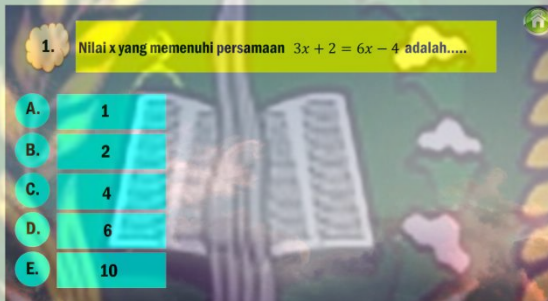 1. Nilai x yang memenuhi persamaan 3x + 2 = 6x − 4 adalah.....
A. 1
B. 2
C. 4
D. 6
E. 10